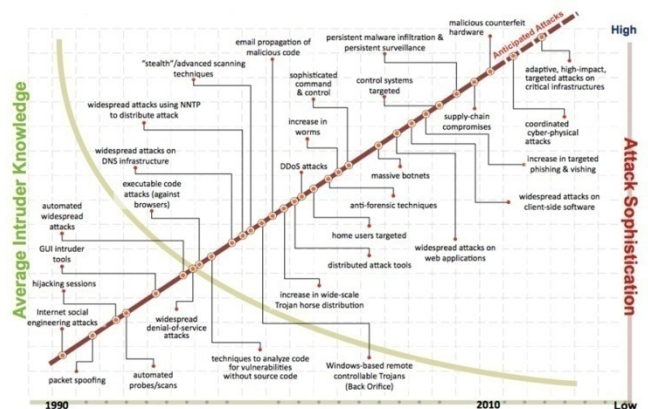 malicious counterfeit
hardware
Anticipated Attacks
High
persistent malware infiltration &
persistent surveillance
email propagation of
malicious code
"stealth"/advanced scanning
techniques
sophisticated
command
& control
control systems
targeted
adaptive, high-impact,
targeted attacks on
critical infrastructures
widespread attacks using NNTP
to distribute attack
increase in
worms
supply-chain
compromises
coordinated
cyber-physical
attacks
widespread attacks on
DNS infrastructure
DDoS attacks
massive botnets
increase in targeted
phishing & vishing
executable code
attacks (against
browsers)
anti-forensic techniques
widespread attacks on
client-side software
automated
widespread
attacks
home users targeted
widespread attacks on
web applications
GUI intruder
tools
distributed attack tools
hijacking sessions
increase in wide-scale
Trojan horse distribution
Internet social
engineering attacks
widespread
denial-of-service
attacks
techniques to analyze code
for vulnerabilities
without source code
Windows-based remote
controllable Trojans
(Back Orifice)
packet spoofing
automated
probes/scans
Average Intruder Knowledge
Attack Sophistication
1990
2010
Low